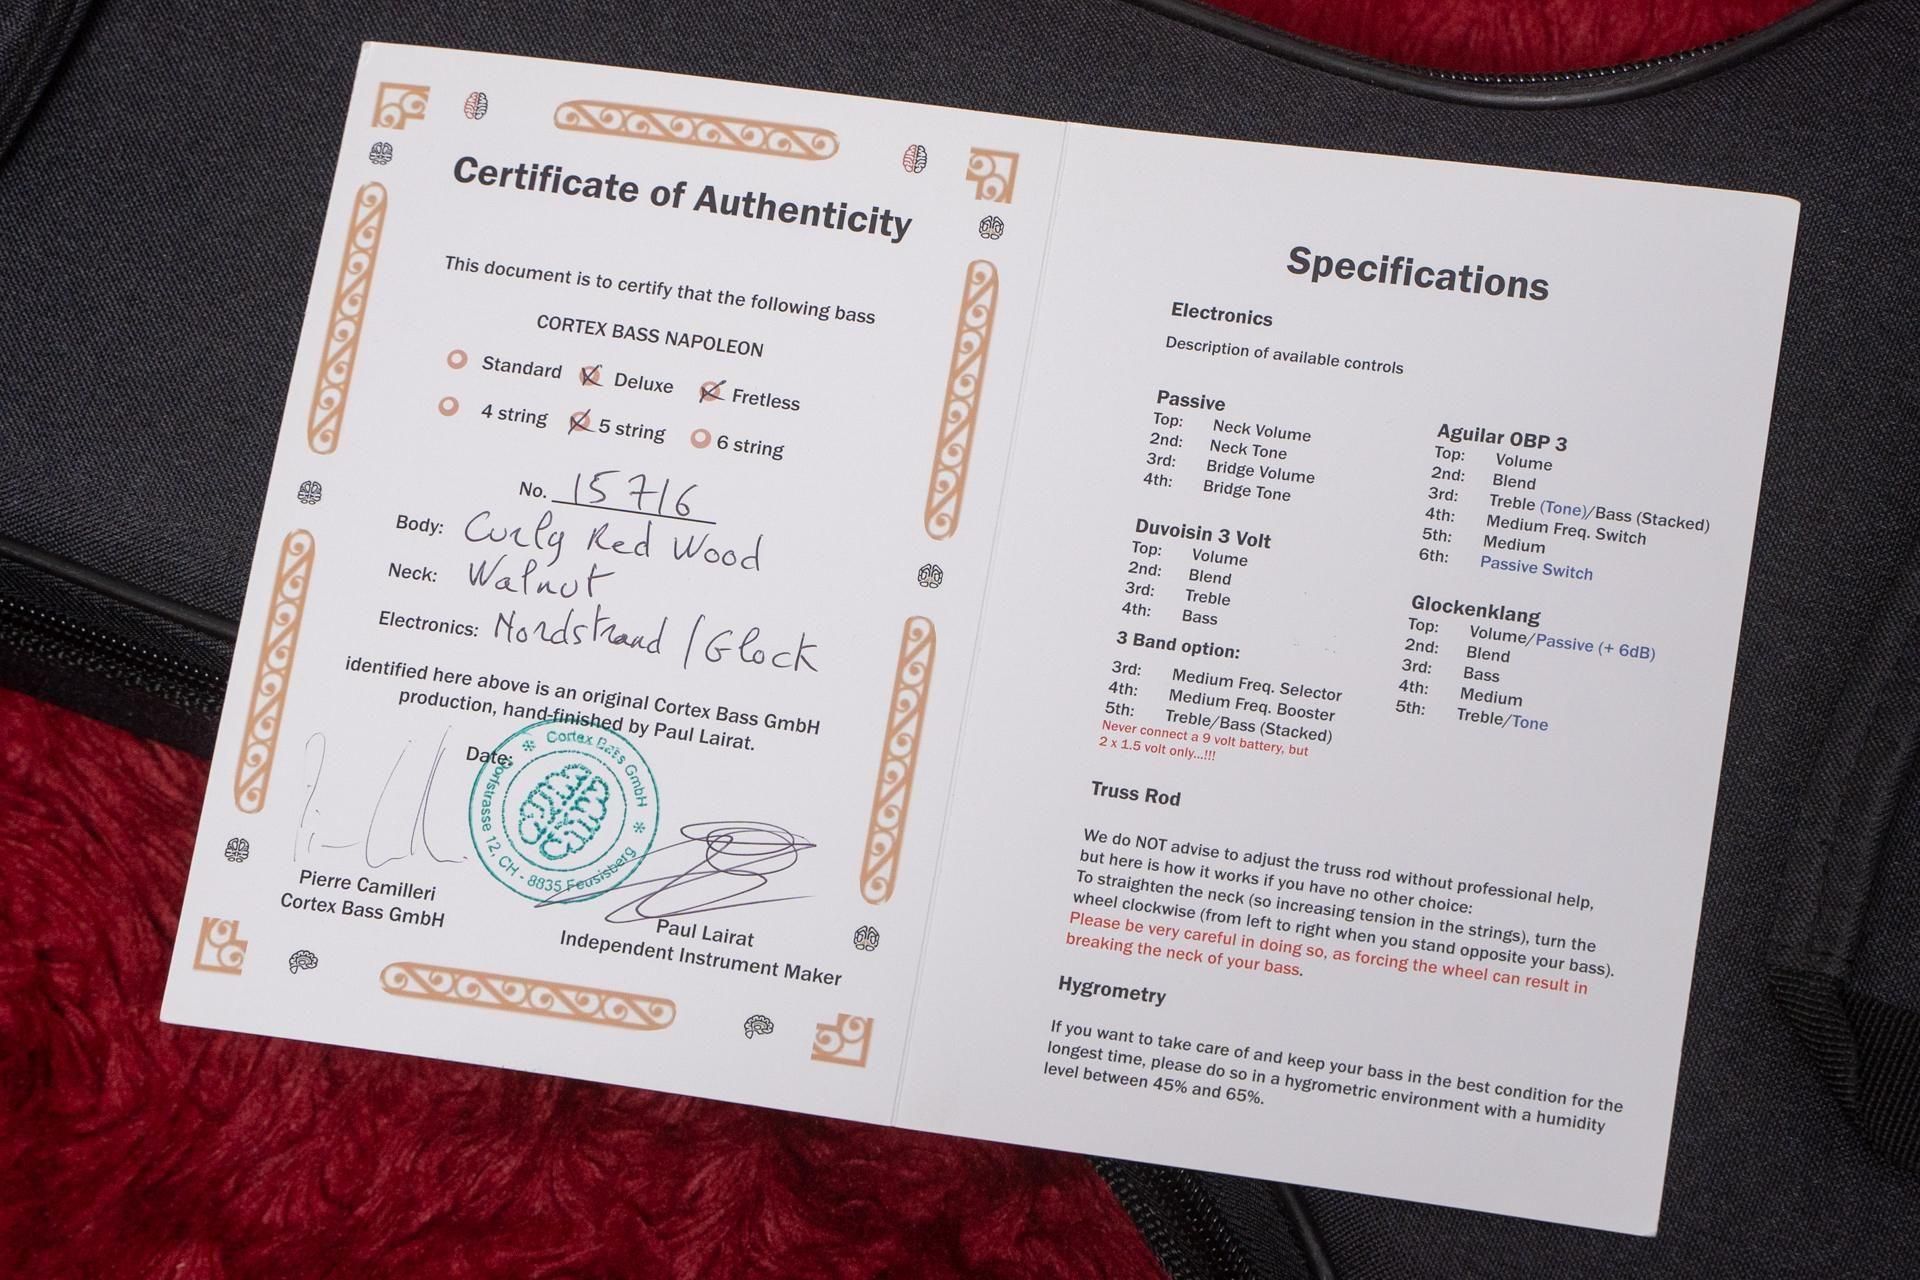 Certificate of Authenticity
This document is to certify that the following bass
CORTEX BASS NAPOLEON
Standard Deluxe Fretless
4 string 5 string 6 string
No. 15716
Body: Curly Red Wood
Neck: Walnut
Electronics: Nordstrand / Glock
identified here above is an original Cortex Bass GmbH
production, hand-finished by Paul Lairat.
Date:
Cortex Bass GmbH
Dorfstrasse 12, CH - 8835 Feusisberg
Pierre Camilleri
Cortex Bass GmbH
Paul Lairat
Independent Instrument Maker
Specifications
Electronics
Description of available controls
Passive
Top: Neck Volume
2nd: Neck Tone
3rd: Bridge Volume
4th: Bridge Tone
Duvoisin 3 Volt
Top: Volume
2nd: Blend
3rd: Treble
4th: Bass
3 Band option:
3rd: Medium Freq. Selector
4th: Medium Freq. Booster
5th: Treble/Bass (Stacked)
Never connect a 9 volt battery, but
2 x 1.5 volt only...!!!
Aguilar OBP 3
Top: Volume
2nd: Blend
3rd: Treble (Tone)/Bass (Stacked)
4th: Medium Freq. Switch
5th: Medium
6th: Passive Switch
Glockenklang
Top: Volume/Passive (+ 6dB)
2nd: Blend
3rd: Bass
4th: Medium
5th: Treble/Tone
Truss Rod
We do NOT advise to adjust the truss rod without professional help,
but here is how it works if you have no other choice:
To straighten the neck (so increasing tension in the strings), turn the
wheel clockwise (from left to right when you stand opposite your bass).
Please be very careful in doing so, as forcing the wheel can result in
breaking the neck of your bass.
Hygrometry
If you want to take care of and keep your bass in the best condition for the
longest time, please do so in a hygrometric environment with a humidity
level between 45% and 65%.